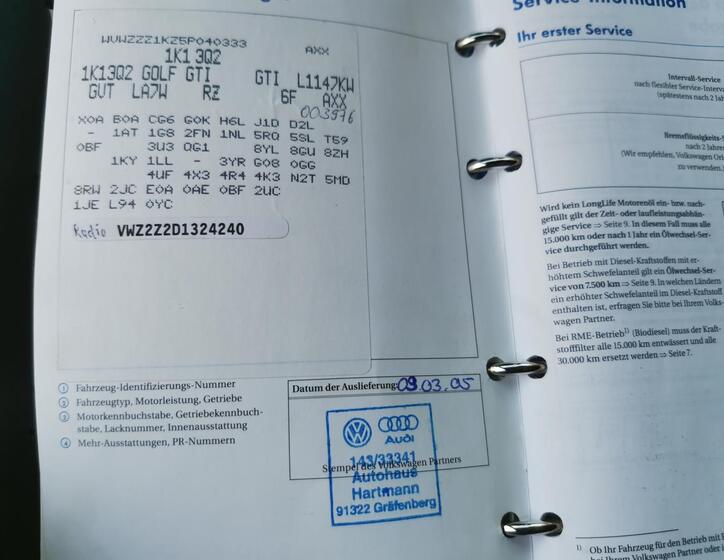 WVWZZZ1KZ5P040333 AXX
1K1 3Q2
1K13Q2 GOLF GTI GTI L1147KW
GUT LA7W RZ 6F AXX
003976
X0A B0A CG6 G0K H6L J1D D2L
- 1AT 1G8 2FN 1NL 5RQ 5SL T59
0BF 3U3 0G1 8YL 8GU 8ZH
1KY 1LL - 3YR G08 0GG
4UF 4X3 4R4 4K3 N2T 5MD
8RW 2JC E0A 0AE 0BF 2UC
1JE L94 0YC
Radio VWZ2Z2D1324240
1 Fahrzeug-Identifizierungs-Nummer
2 Fahrzeugtyp, Motorleistung, Getriebe
3 Motorkennbuchstabe, Getriebekennbuch-
stabe, Lacknummer, Innenausstattung
4 Mehr-Ausstattungen, PR-Nummern
Datum der Auslieferung: 09.03.05
Audi
143/33341
Stempel des Volkswagen Partners
Autohaus
Hartmann
91322 Gräfenberg
Service Information
Ihr erster Service
Intervall-Service
nach flexibler Service-Interv
(spätestens nach 2 Jah
Bremsflüssigkeits-
nach 2 Jahre
(Wir empfehlen, Volkswagen Ori
zu verwenden.
Wird kein LongLife Motorenöl ein- bzw. nach-
gefüllt gilt der Zeit- oder laufleistungsabhän-
gige Service ⇒ Seite 9. In diesem Fall muss alle
15.000 km oder nach 1 Jahr ein Ölwechsel-Ser-
vice durchgeführt werden.
Bei Betrieb mit Diesel-Kraftstoffen mit er-
höhtem Schwefelanteil gilt ein Ölwechsel-Ser-
vice von 7.500 km ⇒ Seite 9. In welchen Ländern
ein erhöhter Schwefelanteil im Diesel-Kraftstoff
enthalten ist, erfragen Sie bitte bei Ihrem Volks-
wagen Partner.
Bei RME-Betrieb1) (Biodiesel) muss der Kraft-
stofffilter alle 15.000 km entwässert und alle
30.000 km ersetzt werden ⇒ Seite 7.
1) Ob Ihr Fahrzeug für den Betrieb mit
bei Ihrem Volkswagen Partner oder